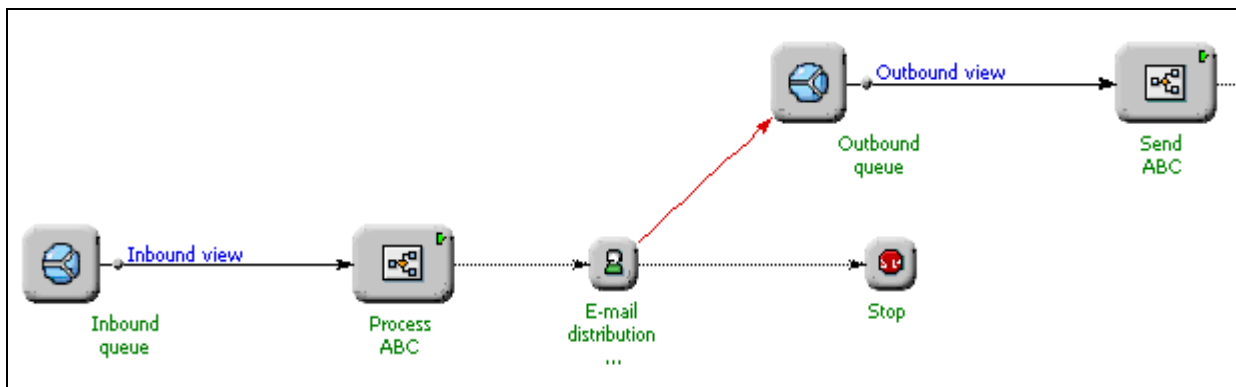 Outbound view
Outbound
queue
Send
ABC
Inbound view
Inbound
queue
Process
ABC
E-mail
distribution
...
Stop